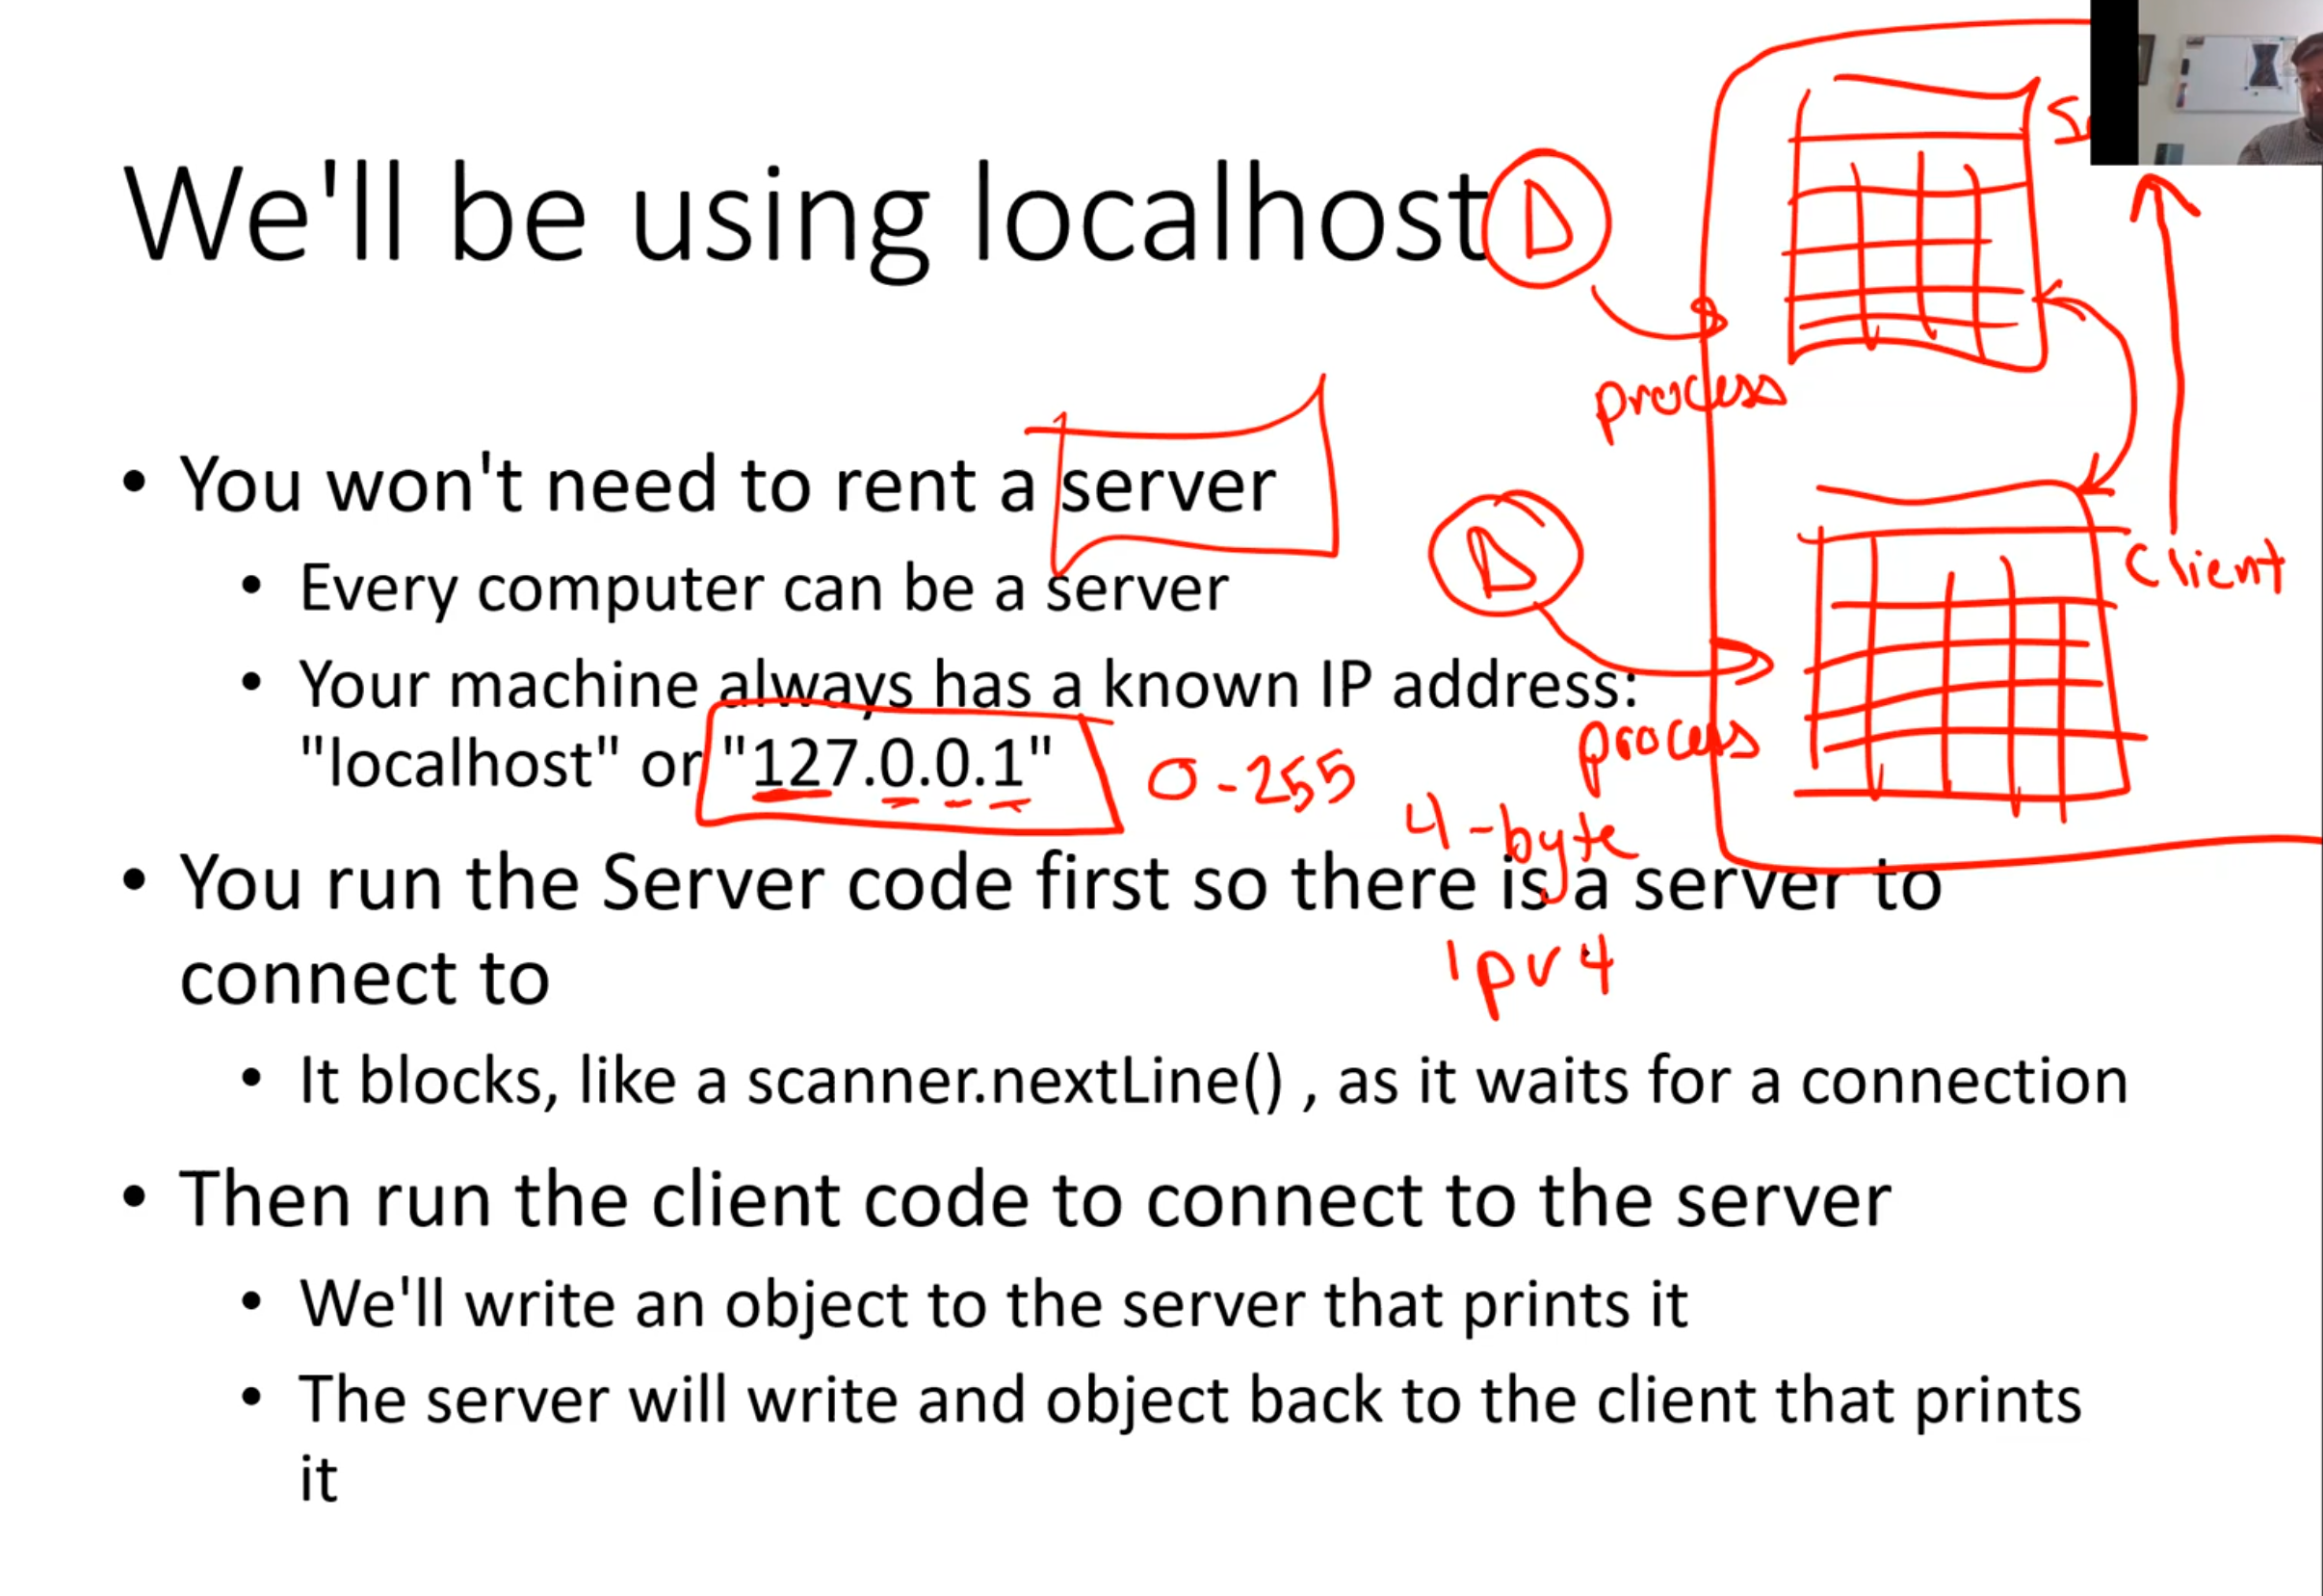 We'll be using localhost
D
process
• You won't need to rent a server
• Every computer can be a server
D
Client
• Your machine always has a known IP address:
"localhost" or "127.0.0.1"
0-255
process
4-byte
• You run the Server code first so there is a server to
connect to
ipv4
• It blocks, like a scanner.nextLine() , as it waits for a connection
• Then run the client code to connect to the server
• We'll write an object to the server that prints it
• The server will write and object back to the client that prints
it